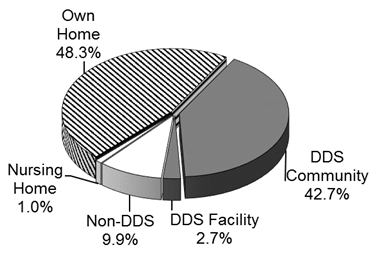 Own
Home
48.3%
DDS
Community
42.7%
DDS Facility
2.7%
Non-DDS
9.9%
Nursing
Home
1.0%